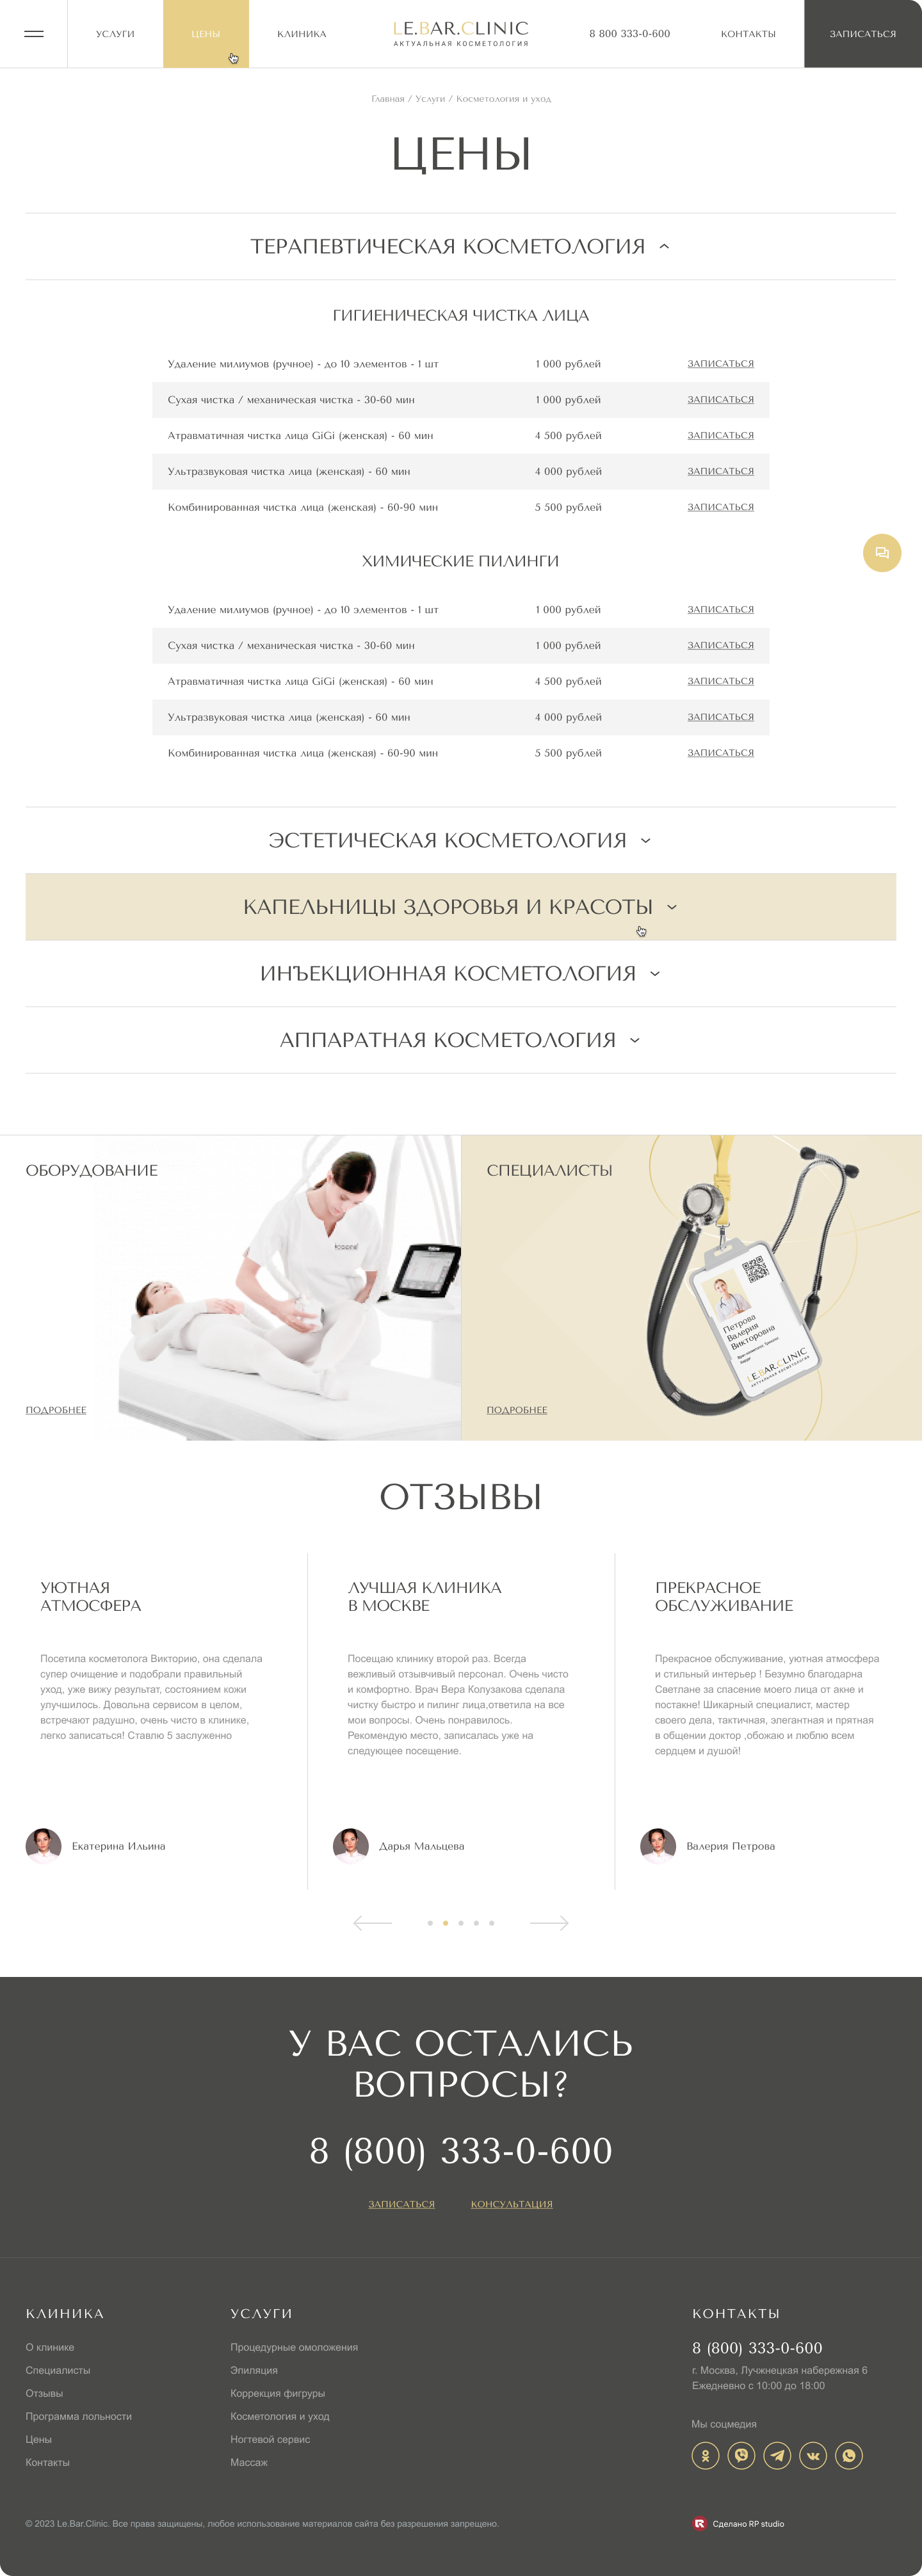 УСЛУГИ
ЦЕНЫ
КЛИНИКА
LE.BAR.CLINIC
АКТУАЛЬНАЯ КОСМЕТОЛОГИЯ
8 800 333-0-600
КОНТАКТЫ
ЗАПИСАТЬСЯ
Главная / Услуги / Косметология и уход
ЦЕНЫ
ТЕРАПЕВТИЧЕСКАЯ КОСМЕТОЛОГИЯ
ГИГИЕНИЧЕСКАЯ ЧИСТКА ЛИЦА
Удаление милиумов (ручное) - до 10 элементов - 1 шт 1 000 рублей ЗАПИСАТЬСЯ
Сухая чистка / механическая чистка - 30-60 мин 1 000 рублей ЗАПИСАТЬСЯ
Атравматичная чистка лица GiGi (женская) - 60 мин 4 500 рублей ЗАПИСАТЬСЯ
Ультразвуковая чистка лица (женская) - 60 мин 4 000 рублей ЗАПИСАТЬСЯ
Комбинированная чистка лица (женская) - 60-90 мин 5 500 рублей ЗАПИСАТЬСЯ
ХИМИЧЕСКИЕ ПИЛИНГИ
Удаление милиумов (ручное) - до 10 элементов - 1 шт 1 000 рублей ЗАПИСАТЬСЯ
Сухая чистка / механическая чистка - 30-60 мин 1 000 рублей ЗАПИСАТЬСЯ
Атравматичная чистка лица GiGi (женская) - 60 мин 4 500 рублей ЗАПИСАТЬСЯ
Ультразвуковая чистка лица (женская) - 60 мин 4 000 рублей ЗАПИСАТЬСЯ
Комбинированная чистка лица (женская) - 60-90 мин 5 500 рублей ЗАПИСАТЬСЯ
ЭСТЕТИЧЕСКАЯ КОСМЕТОЛОГИЯ
КАПЕЛЬНИЦЫ ЗДОРОВЬЯ И КРАСОТЫ
ИНЪЕКЦИОННАЯ КОСМЕТОЛОГИЯ
АППАРАТНАЯ КОСМЕТОЛОГИЯ
ОБОРУДОВАНИЕ
ПОДРОБНЕЕ
СПЕЦИАЛИСТЫ
Петрова
Валерия
Викторовна
LE.BAR.CLINIC
АКТУАЛЬНАЯ КОСМЕТОЛОГИЯ
ПОДРОБНЕЕ
ОТЗЫВЫ
УЮТНАЯ
АТМОСФЕРА
Посетила косметолога Викторию, она сделала
супер очищение и подобрали правильный
уход, уже вижу результат, состоянием кожи
улучшилось. Довольна сервисом в целом,
встречают радушно, очень чисто в клинике,
легко записаться! Ставлю 5 заслуженно
Екатерина Ильина
ЛУЧШАЯ КЛИНИКА
В МОСКВЕ
Посещаю клинику второй раз. Всегда
вежливый отзывчивый персонал. Очень чисто
и комфортно. Врач Вера Колузакова сделала
чистку быстро и пилинг лица,ответила на все
мои вопросы. Очень понравилось.
Рекомендую место, записалась уже на
следующее посещение.
Дарья Мальцева
ПРЕКРАСНОЕ
ОБСЛУЖИВАНИЕ
Прекрасное обслуживание, уютная атмосфера
и стильный интерьер ! Безумно благодарна
Светлане за спасение моего лица от акне и
постакне! Шикарный специалист, мастер
своего дела, тактичная, элегантная и прятная
в общении доктор ,обожаю и люблю всем
сердцем и душой!
Валерия Петрова
У ВАС ОСТАЛИСЬ
ВОПРОСЫ?
8 (800) 333-0-600
ЗАПИСАТЬСЯ
КОНСУЛЬТАЦИЯ
КЛИНИКА
О клинике
Специалисты
Отзывы
Программа лольности
Цены
Контакты
УСЛУГИ
Процедурные омоложения
Эпиляция
Коррекция фигруры
Косметология и уход
Ногтевой сервис
Массаж
КОНТАКТЫ
8 (800) 333-0-600
г. Москва, Лучжнецкая набережная 6
Ежедневно с 10:00 до 18:00
Мы соцмедия
© 2023 Le.Bar.Clinic. Все права защищены, любое использование материалов сайта без разрешения запрещено.
Сделано RP studio